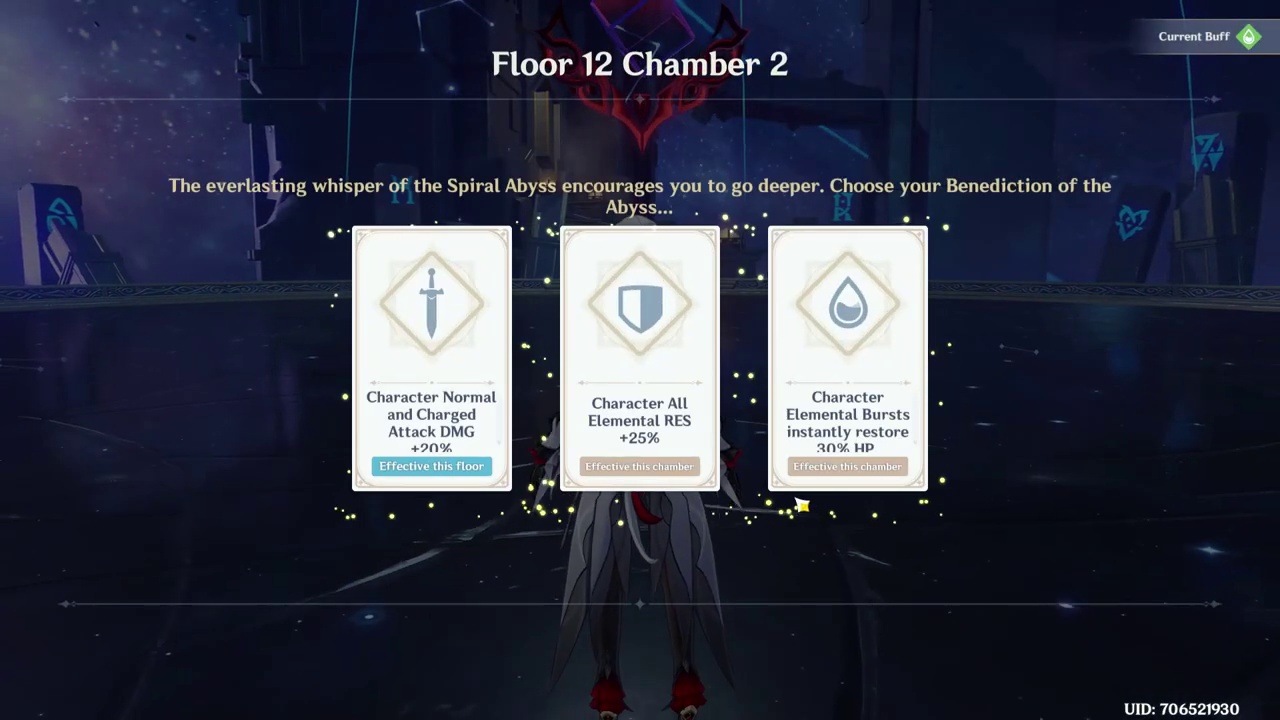 Current Buff
Floor 12 Chamber 2
The everlasting whisper of the Spiral Abyss encourages you to go deeper. Choose your Benediction of the
Abyss...
Character Normal
and Charged
Attack DMG
+20%
Effective this floor
Character All
Elemental RES
+25%
Effective this chamber
Character
Elemental Bursts
instantly restore
30% HP
Effective this chamber
UID: 706521930